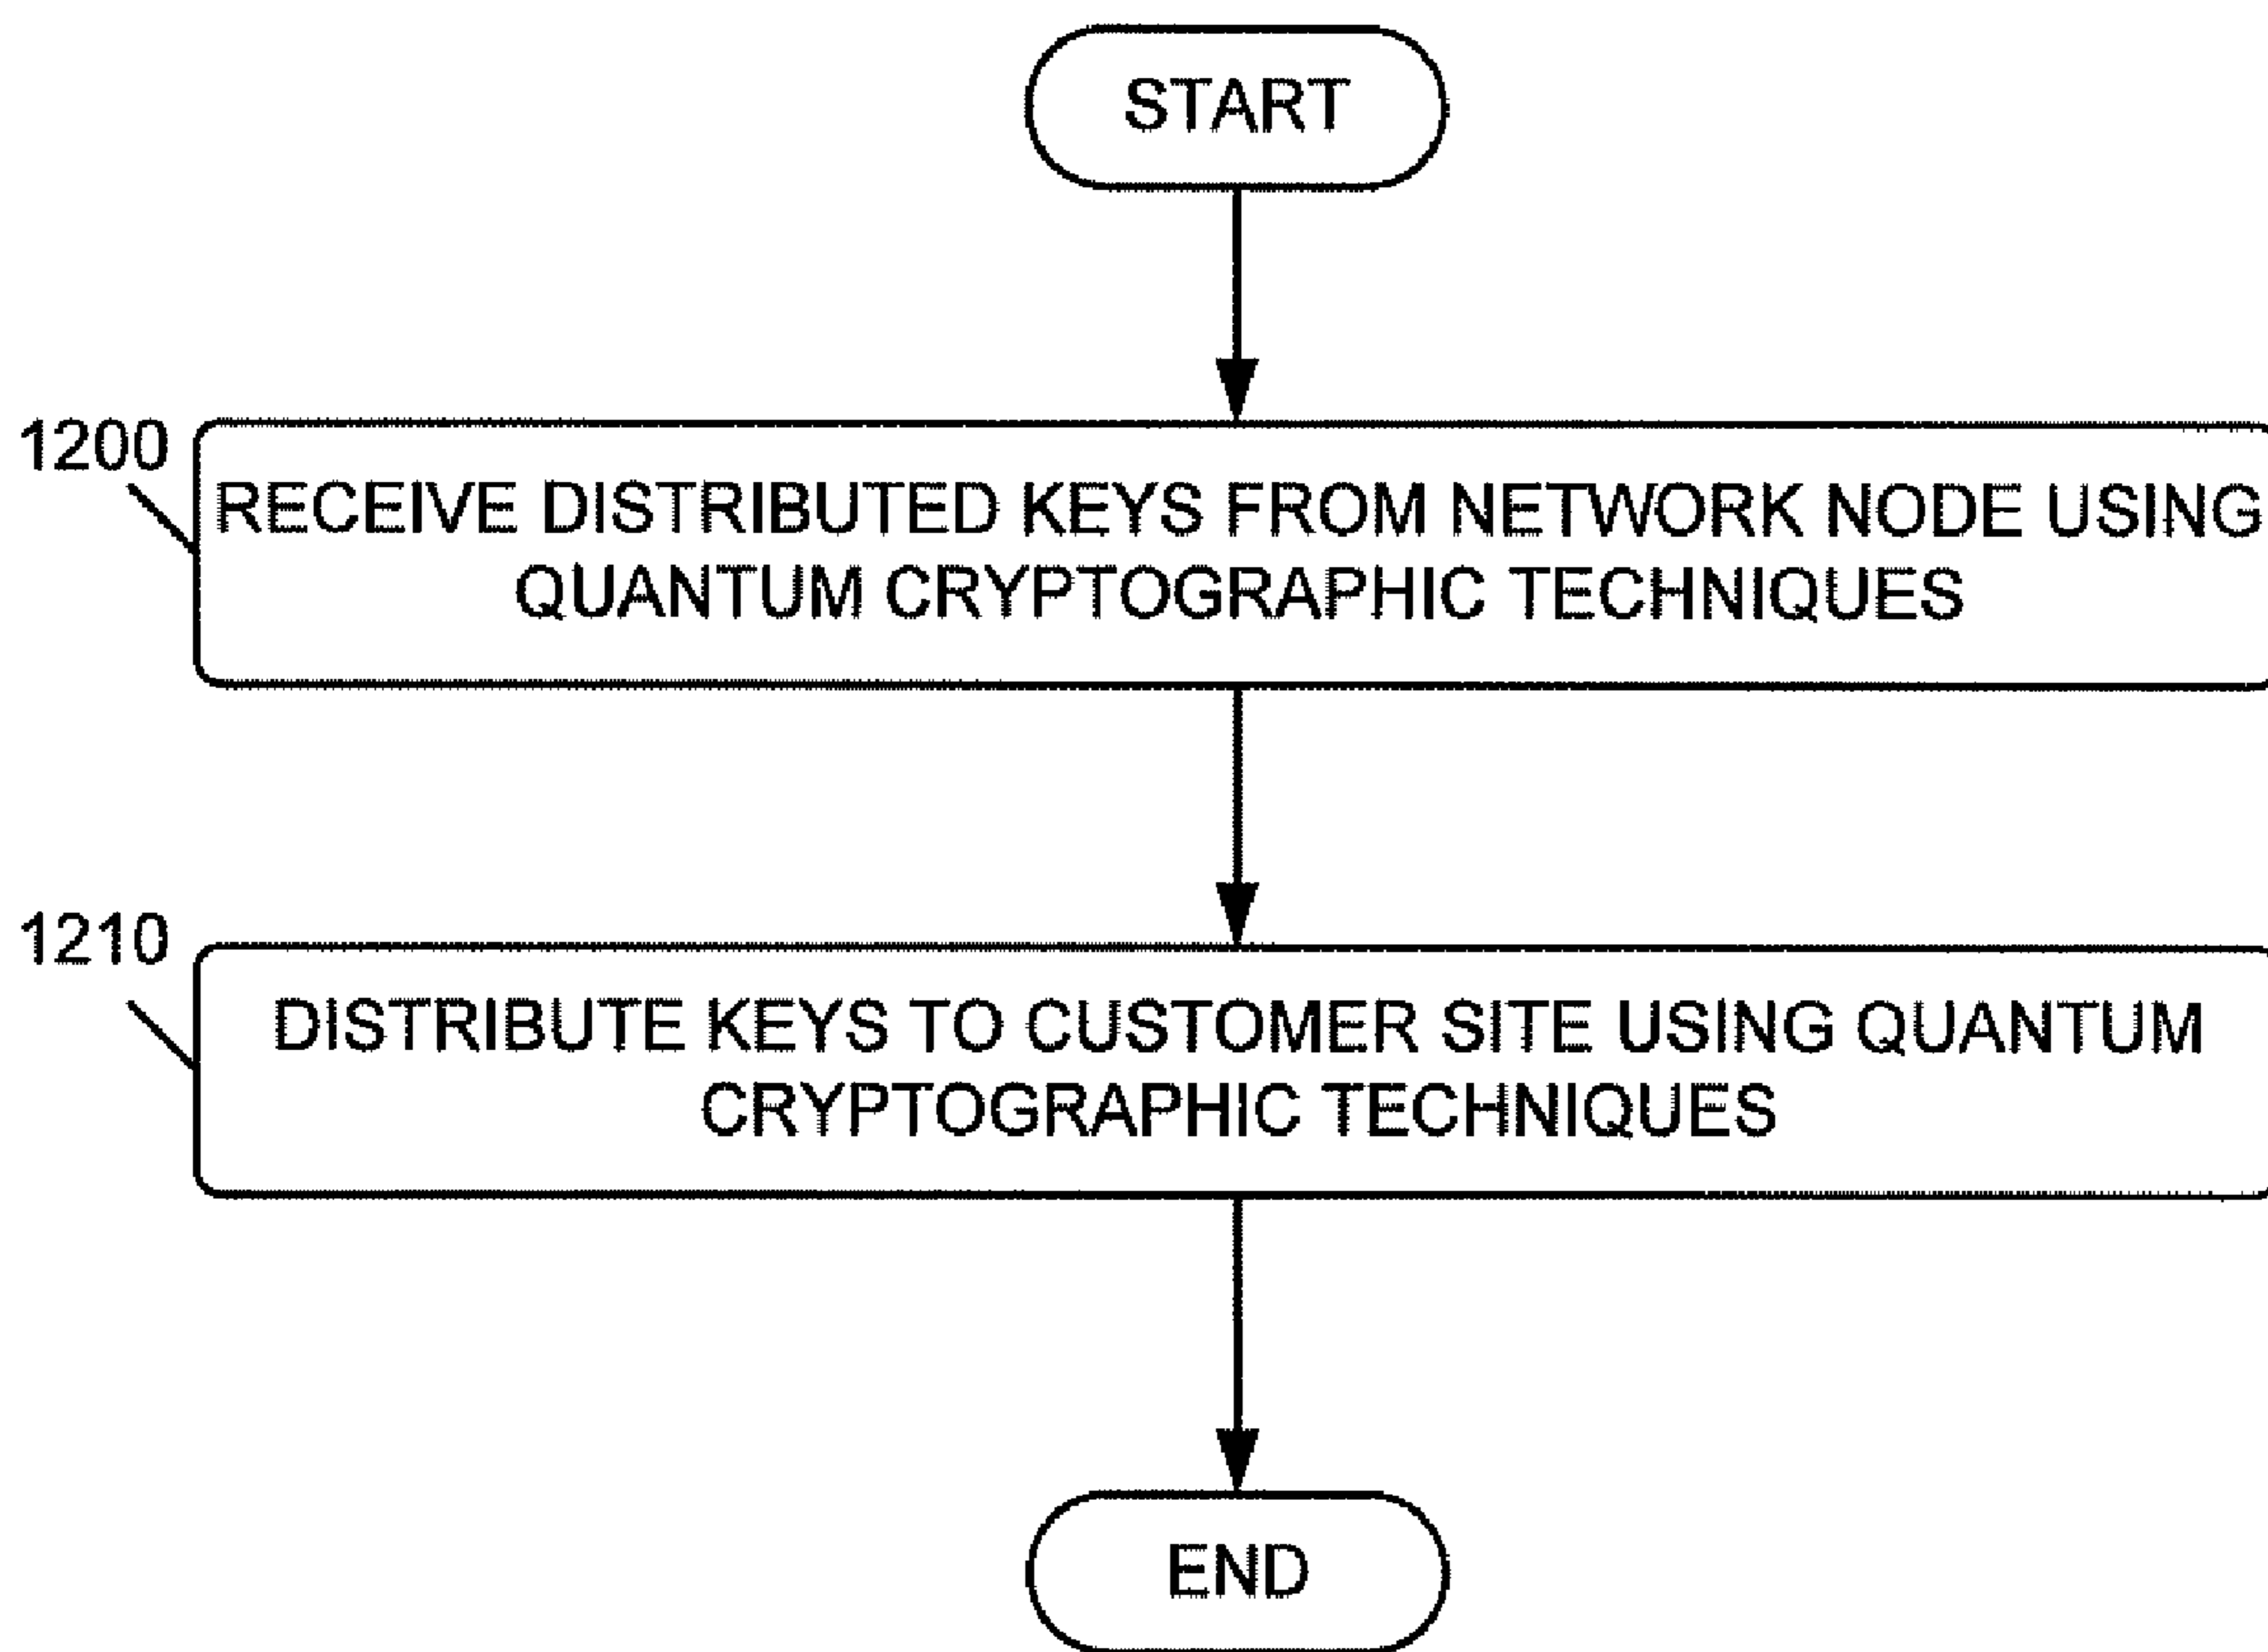 START
1200
RECEIVE DISTRIBUTED KEYS FROM NETWORK NODE USING
QUANTUM CRYPTOGRAPHIC TECHNIQUES
1210
DISTRIBUTE KEYS TO CUSTOMER SITE USING QUANTUM
CRYPTOGRAPHIC TECHNIQUES
END